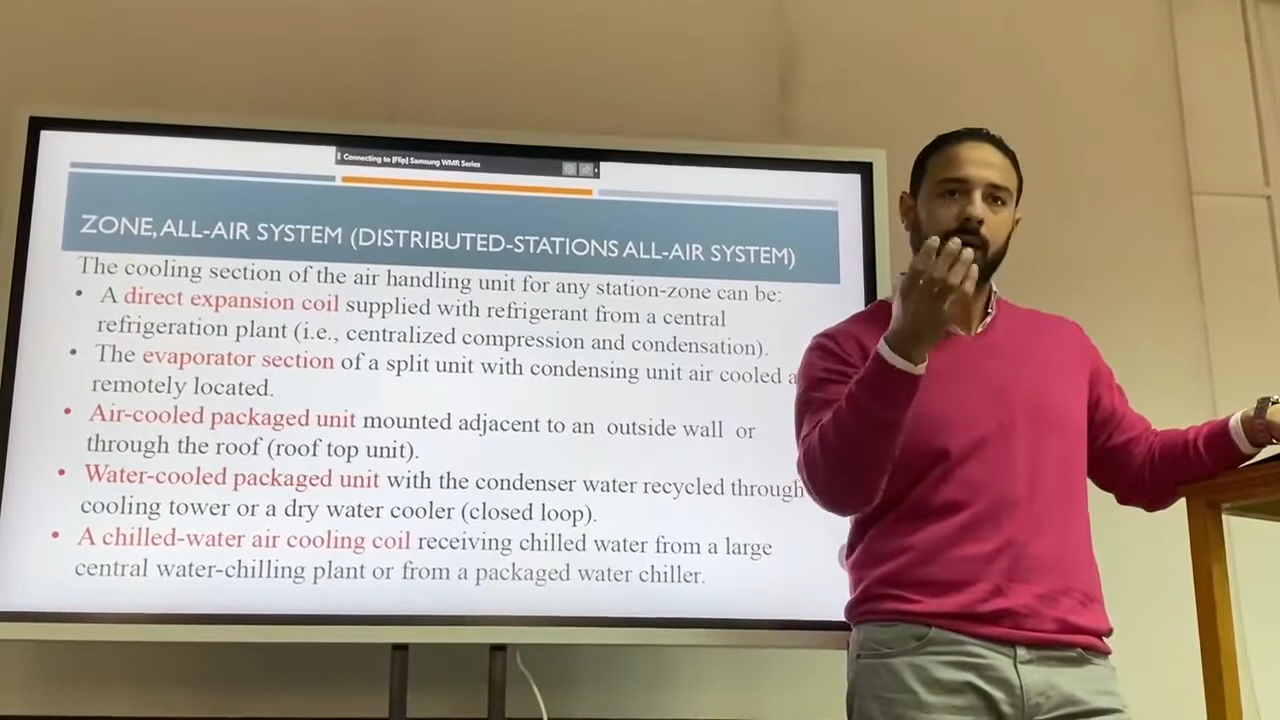 Connecting to [Flip] Samsung WMR Series
ZONE, ALL-AIR SYSTEM (DISTRIBUTED-STATIONS ALL-AIR SYSTEM)
The cooling section of the air handling unit for any station-zone can be:
• A direct expansion coil supplied with refrigerant from a central
refrigeration plant (i.e., centralized compression and condensation).
• The evaporator section of a split unit with condensing unit air cooled
remotely located.
• Air-cooled packaged unit mounted adjacent to an outside wall or
through the roof (roof top unit).
• Water-cooled packaged unit with the condenser water recycled through
cooling tower or a dry water cooler (closed loop).
• A chilled-water air cooling coil receiving chilled water from a large
central water-chilling plant or from a packaged water chiller.